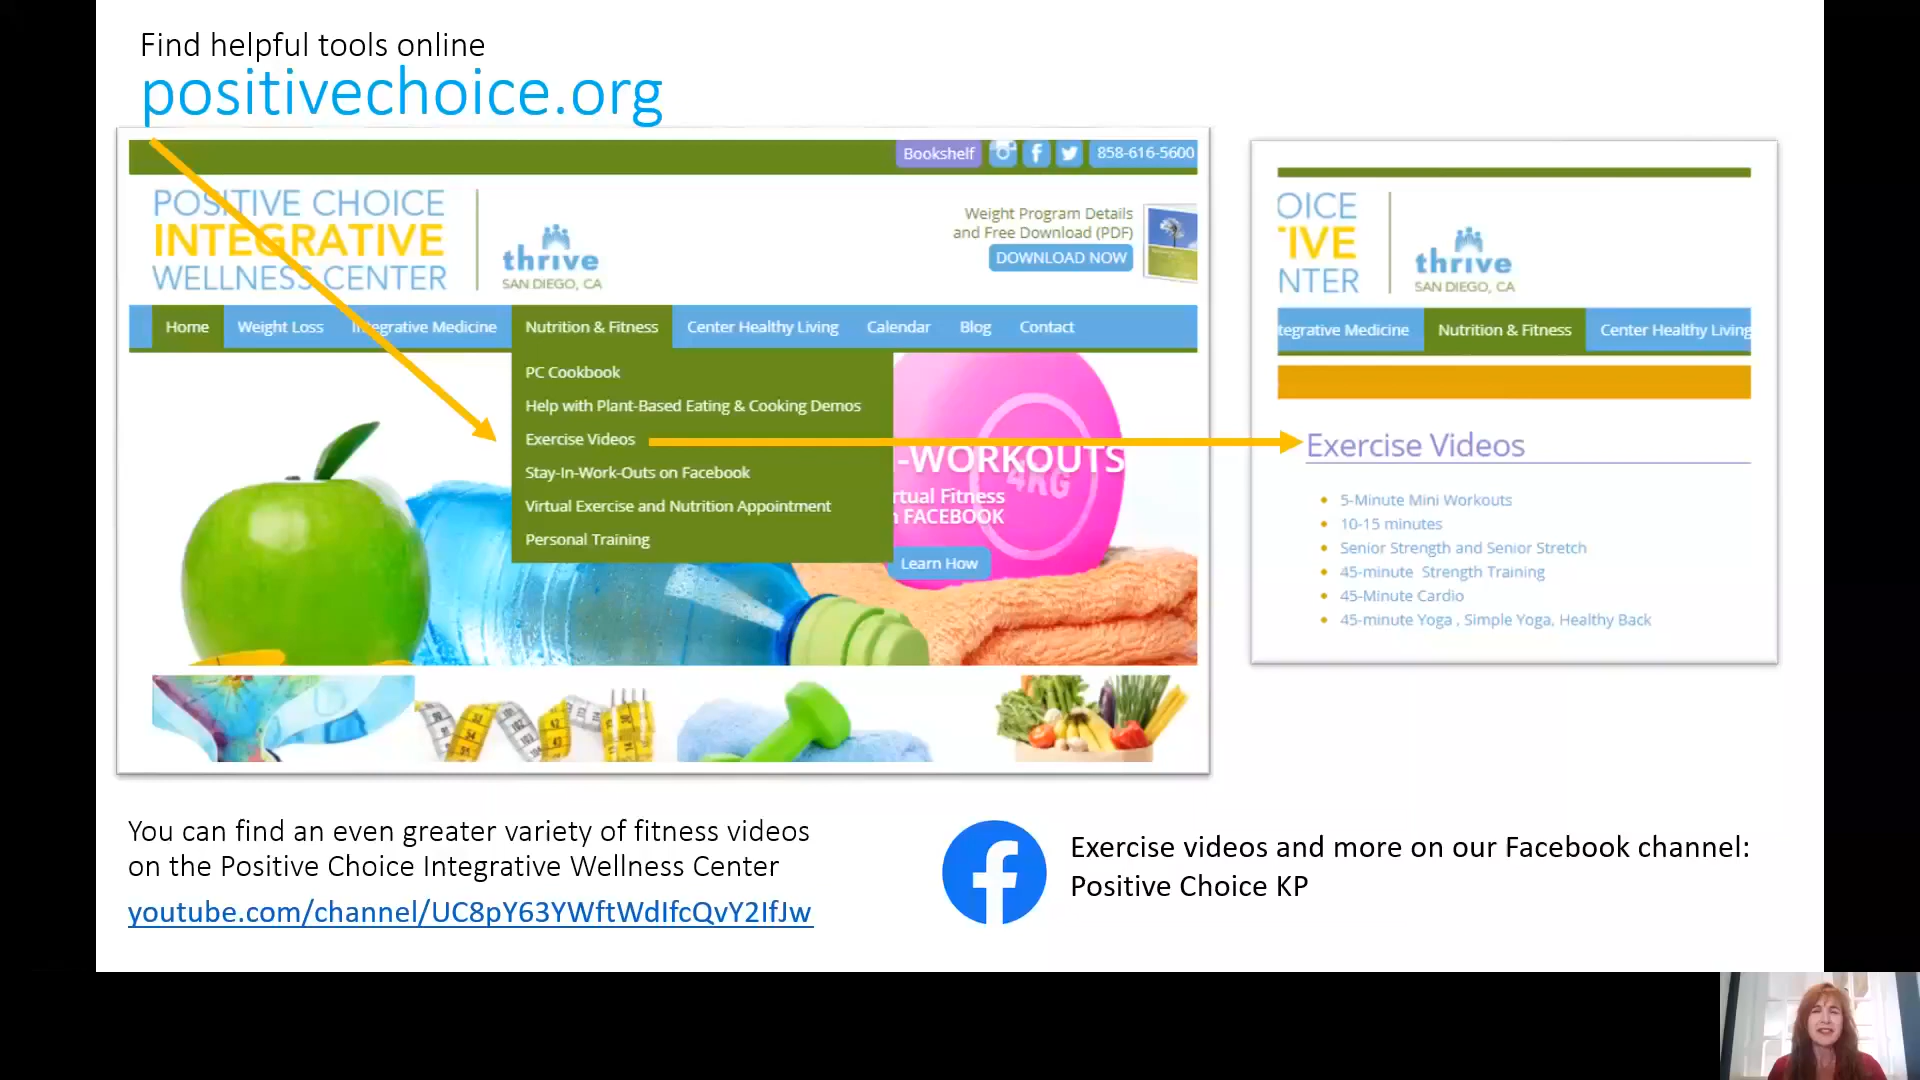 Find helpful tools online
positivechoice.org
Bookshelf
858-616-5600
POSITIVE CHOICE
INTEGRATIVE
WELLNESS CENTER
thrive
SAN DIEGO, CA
Weight Program Details
and Free Download (PDF)
DOWNLOAD NOW
Home Weight Loss Integrative Medicine Nutrition & Fitness Center Healthy Living Calendar Blog Contact
PC Cookbook
Help with Plant-Based Eating & Cooking Demos
Exercise Videos
Stay-In-Work-Outs on Facebook
Virtual Exercise and Nutrition Appointment
Personal Training
-WORKOUTS
4KG
rtual Fitness
FACEBOOK
Learn How
OICE
TIVE
NTER
thrive
SAN DIEGO, CA
tegrative Medicine Nutrition & Fitness Center Healthy Living
Exercise Videos
5-Minute Mini Workouts
10-15 minutes
Senior Strength and Senior Stretch
45-minute Strength Training
45-Minute Cardio
45-minute Yoga , Simple Yoga, Healthy Back
You can find an even greater variety of fitness videos
on the Positive Choice Integrative Wellness Center
youtube.com/channel/UC8pY63YWftWdIfcQvY2IfJw
Exercise videos and more on our Facebook channel:
Positive Choice KP